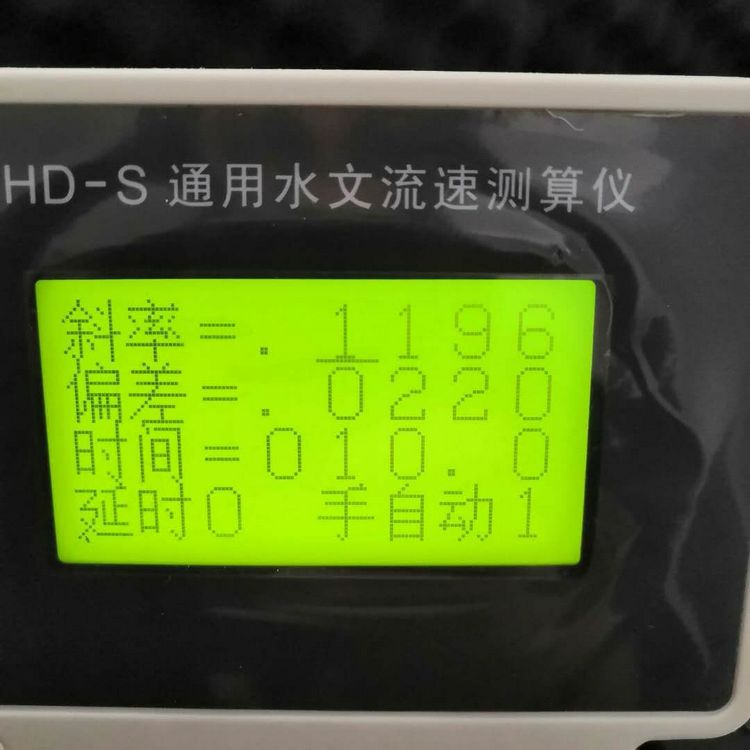 HD-S 通用水文流速测算仪
斜率=.1196
偏差=.0220
时间=010.0
延时0 手自动1